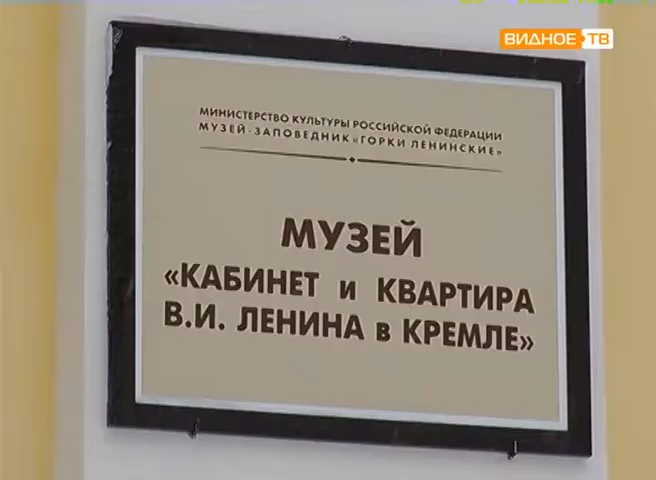 ВИДНОЕ ТВ
МИНИСТЕРСТВО КУЛЬТУРЫ РОССИЙСКОЙ ФЕДЕРАЦИИ
МУЗЕЙ-ЗАПОВЕДНИК «ГОРКИ ЛЕНИНСКИЕ»
МУЗЕЙ
«КАБИНЕТ и КВАРТИРА
В.И. ЛЕНИНА в КРЕМЛЕ»